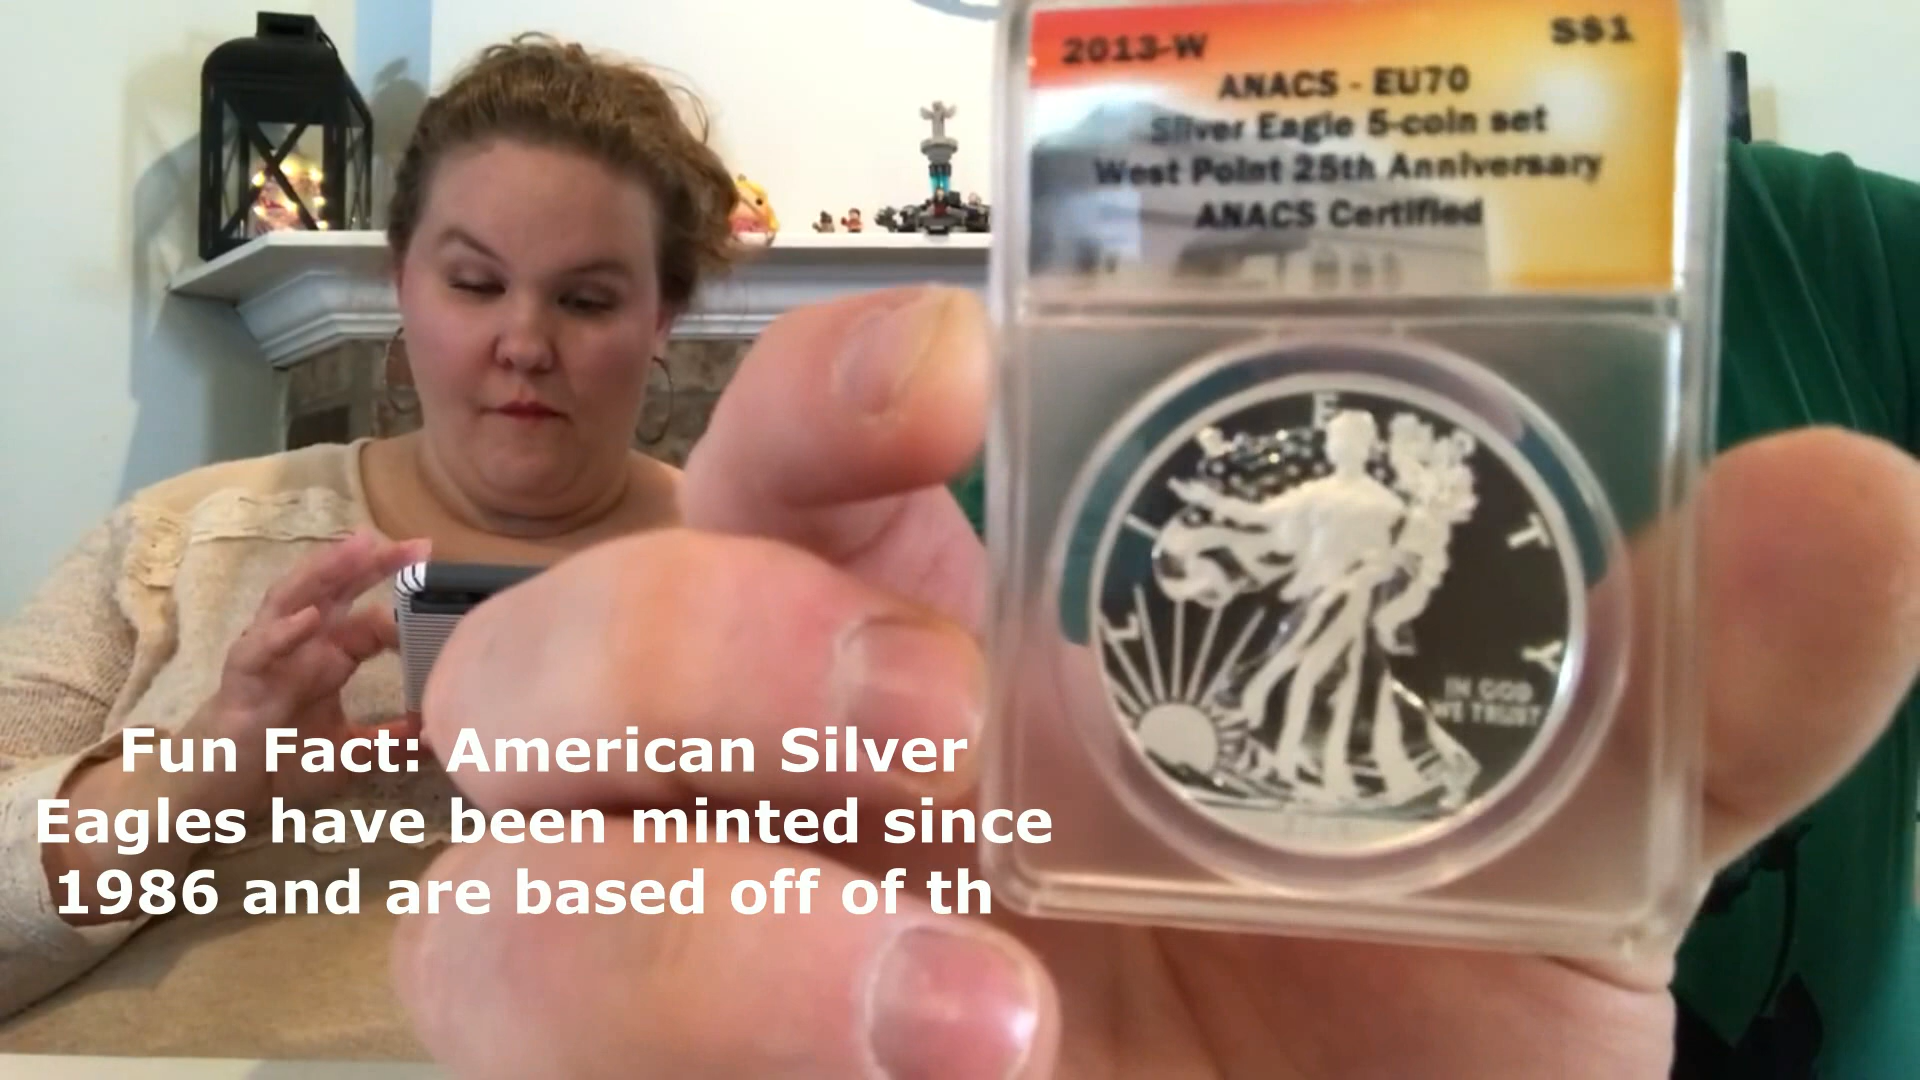 2013-W S$1
ANACS - EU70
Silver Eagle 5-coin set
West Point 25th Anniversary
ANACS Certified
L I B E R T Y
IN GOD
WE TRUST
Fun Fact: American Silver
Eagles have been minted since
1986 and are based off of th